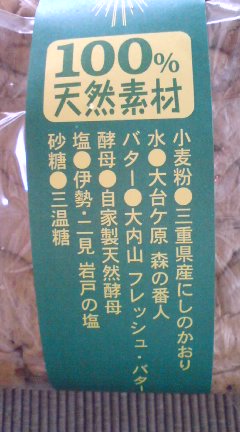 100%
天然素材
小麦粉●三重県産にしのかおり
水●大台ケ原 森の番人
バター●大内山 フレッシュ・バター
酵母●自家製天然酵母
塩●伊勢・二見 岩戸の塩
砂糖●三温糖